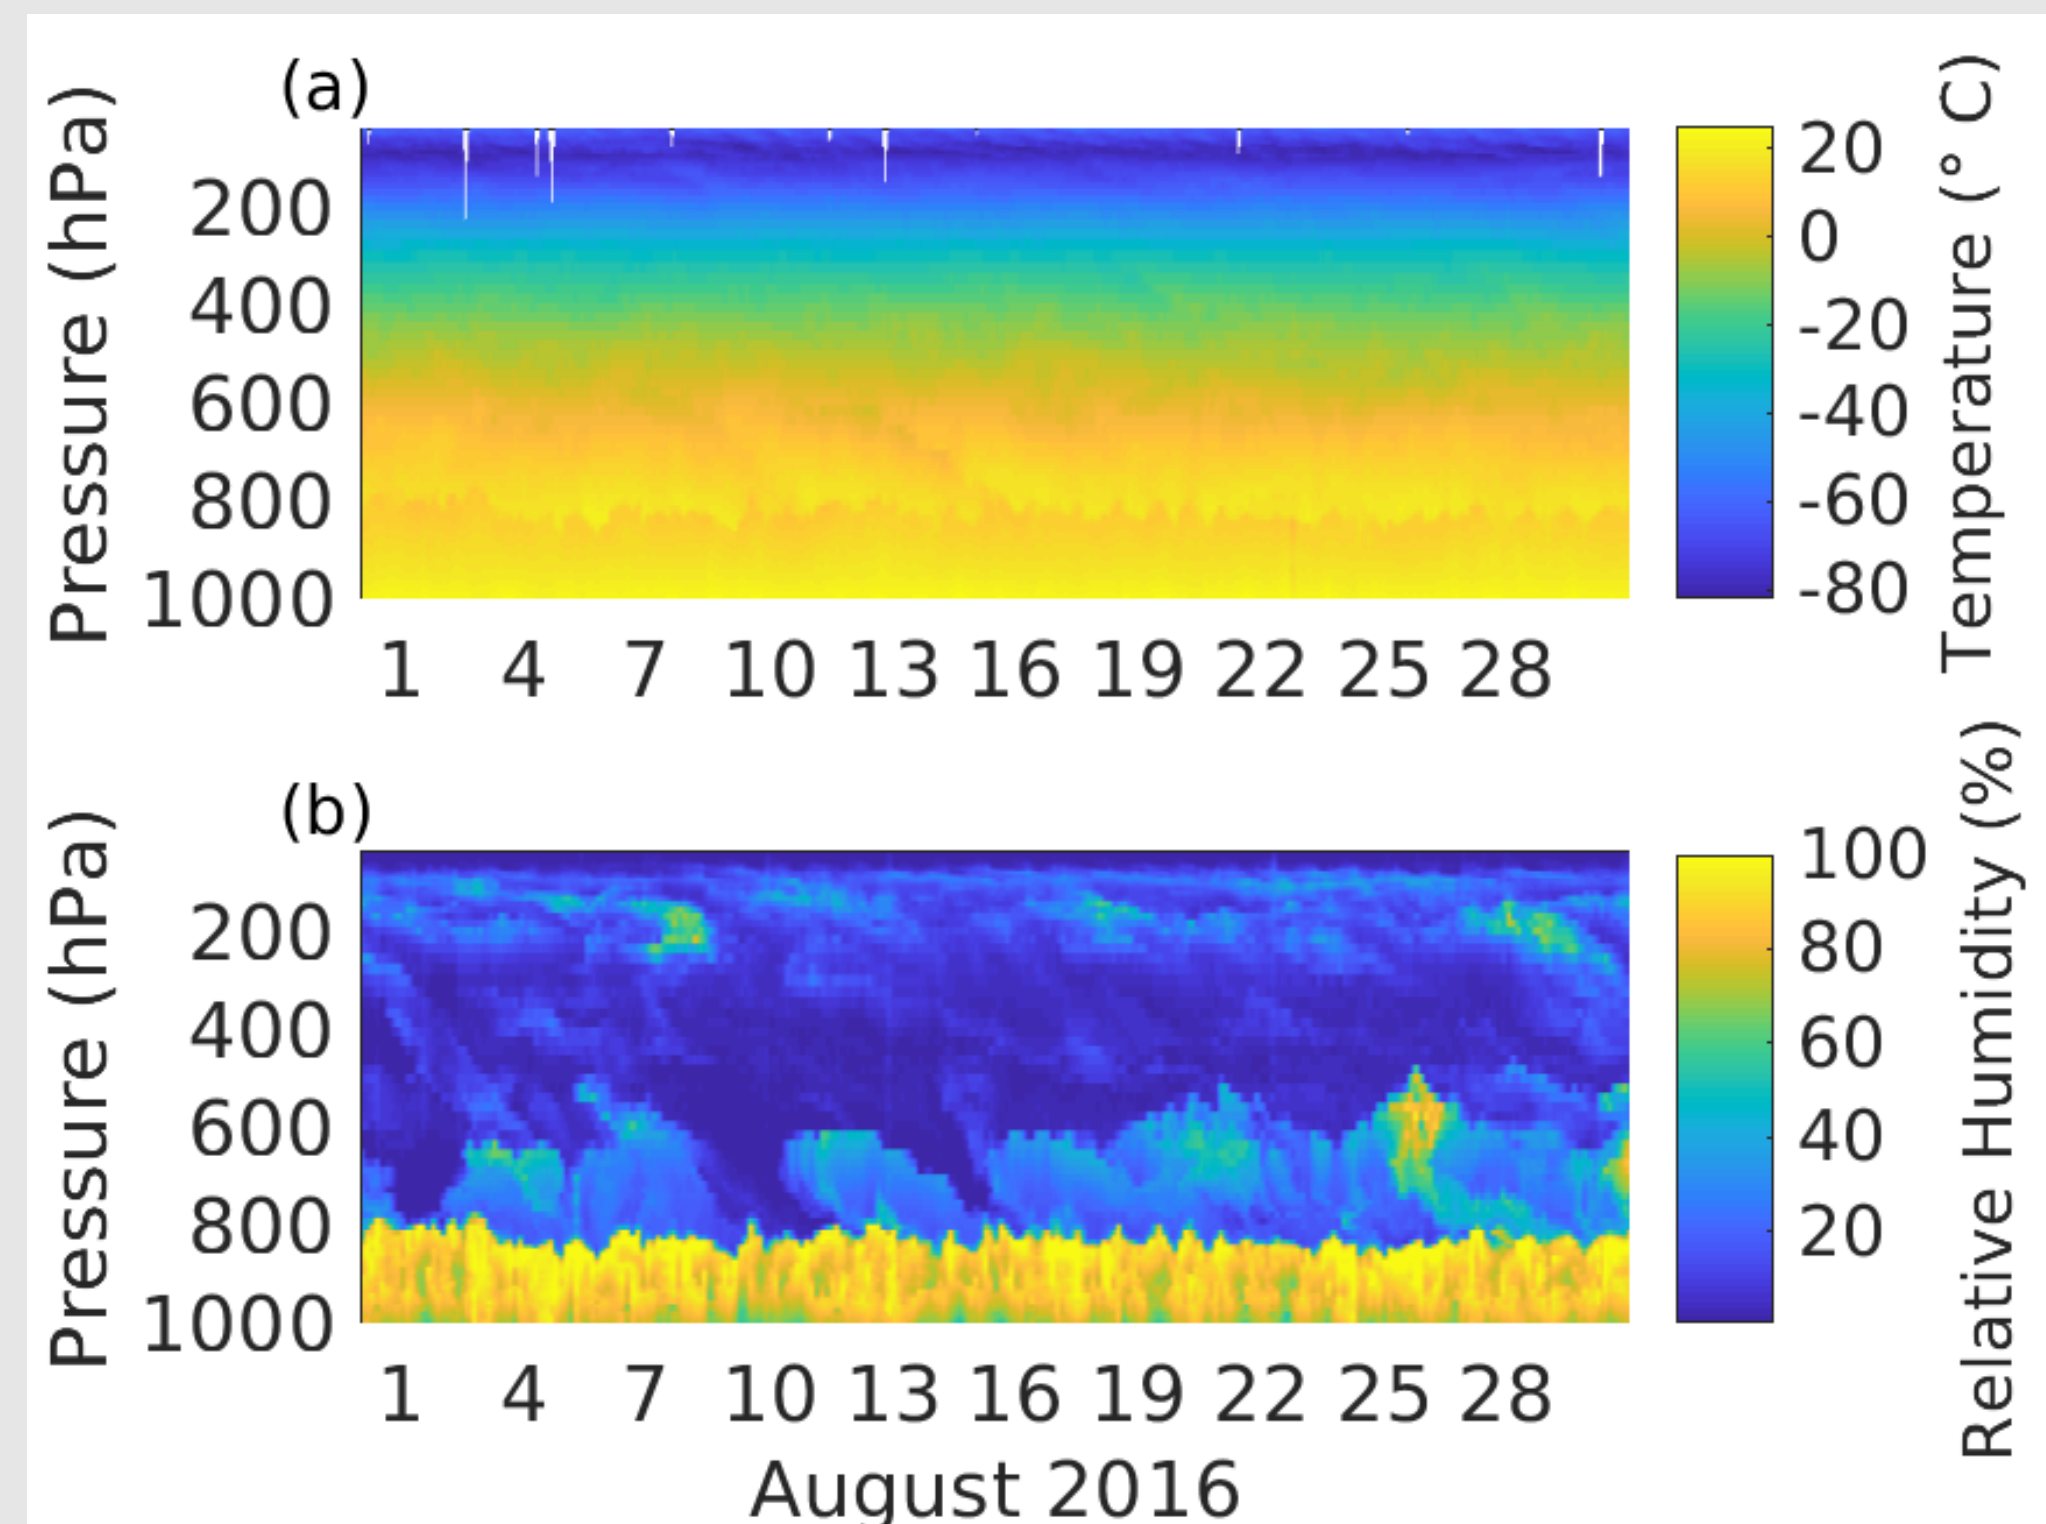 (a)
Pressure (hPa)
200
400
600
800
1000
1 4 7 10 13 16 19 22 25 28
20
0
-20
-40
-60
-80
Temperature (° C)
(b)
Pressure (hPa)
200
400
600
800
1000
1 4 7 10 13 16 19 22 25 28
August 2016
100
80
60
40
20
Relative Humidity (%)